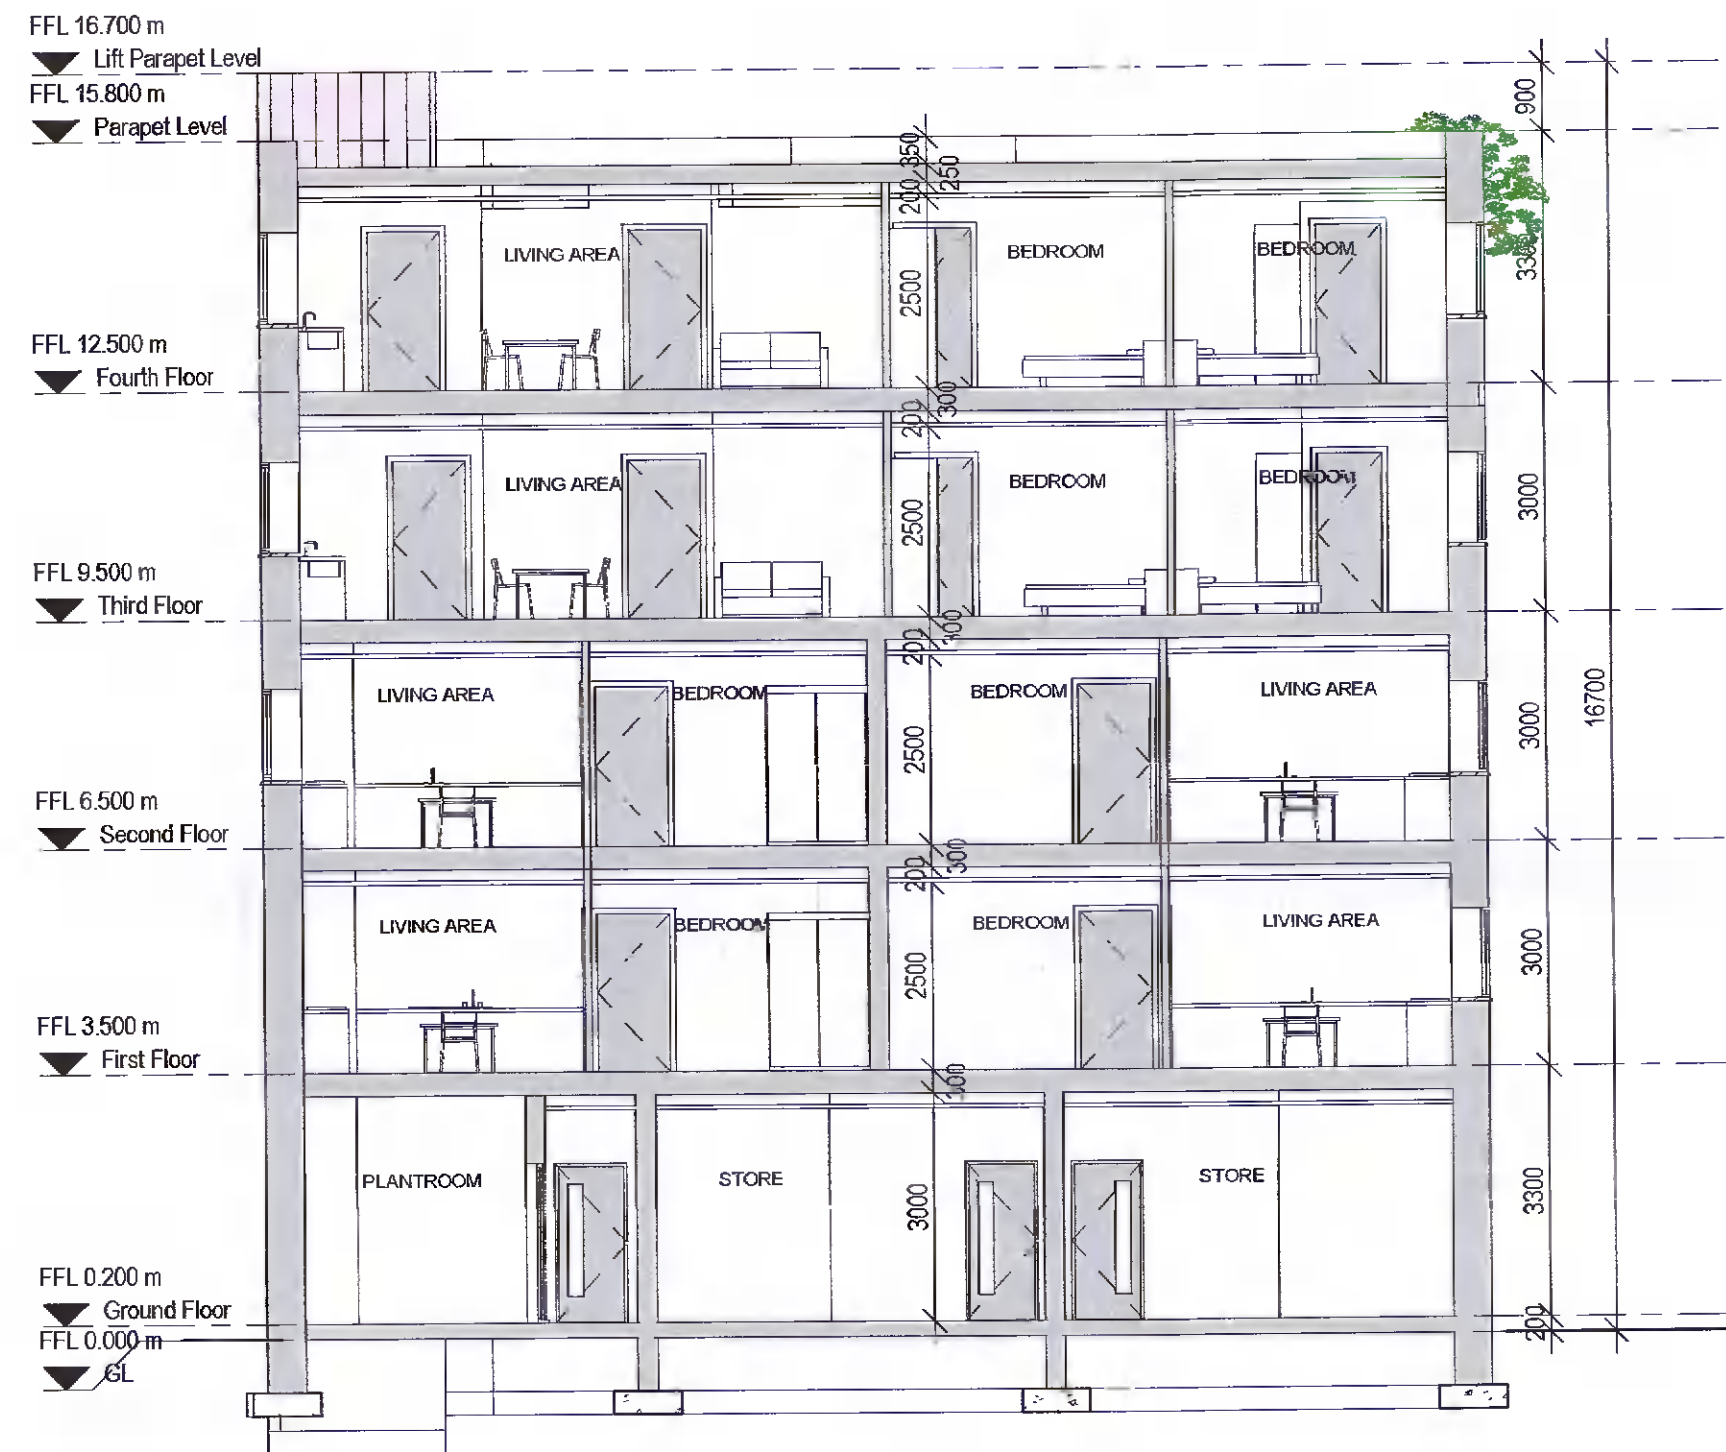 FFL 16.700 m
Lift Parapet Level
FFL 15.800 m
Parapet Level
900
350
250
200
LIVING AREA
BEDROOM
BEDROOM
2500
FFL 12.500 m
Fourth Floor
300
200
LIVING AREA
BEDROOM
2500
3000
FFL 9.500 m
Third Floor
300
200
LIVING AREA
BEDROOM
BEDROOM
LIVING AREA
2500
3000
16700
FFL 6.500 m
Second Floor
300
200
LIVING AREA
BEDROOM
BEDROOM
LIVING AREA
2500
3000
FFL 3.500 m
First Floor
300
PLANTROOM
STORE
STORE
3000
3300
FFL 0.200 m
Ground Floor
200
FFL 0.000 m
GL